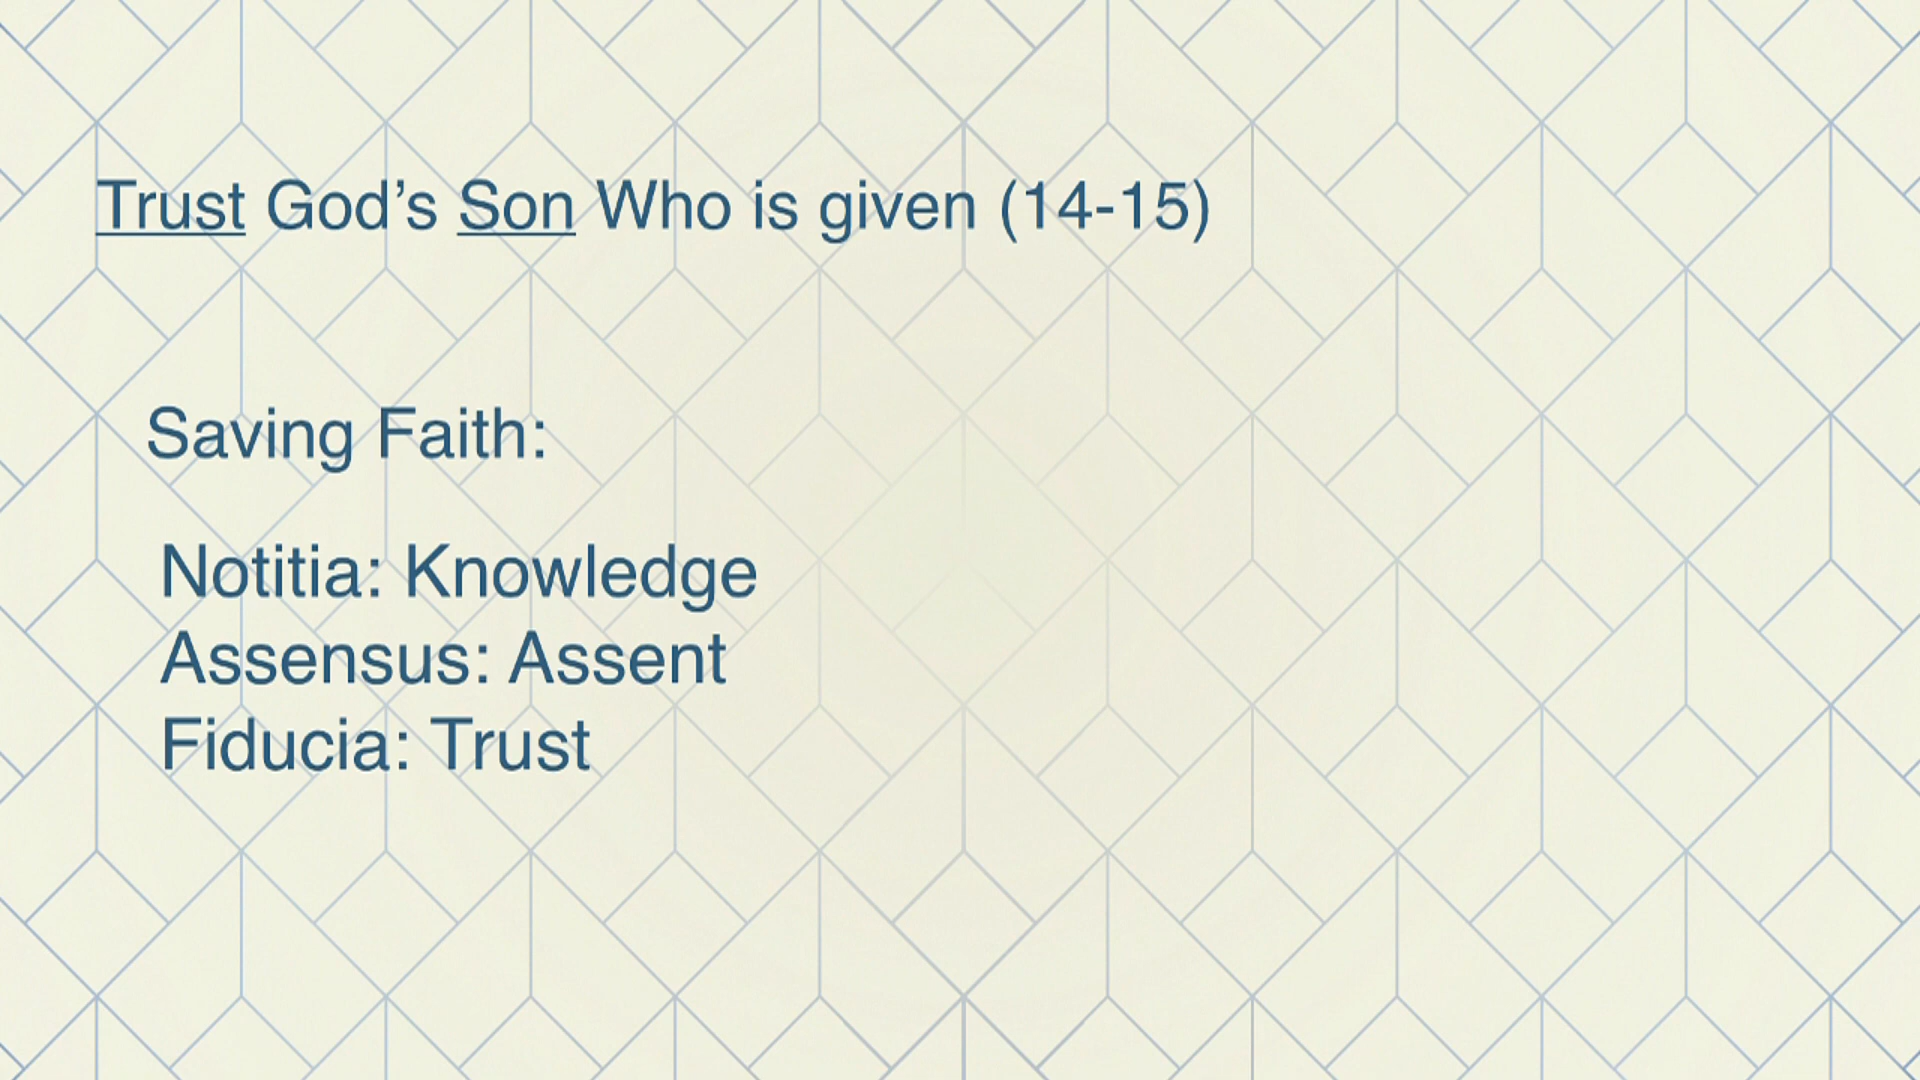 Trust God’s Son Who is given (14-15)
Saving Faith:
Notitia: Knowledge
Assensus: Assent
Fiducia: Trust